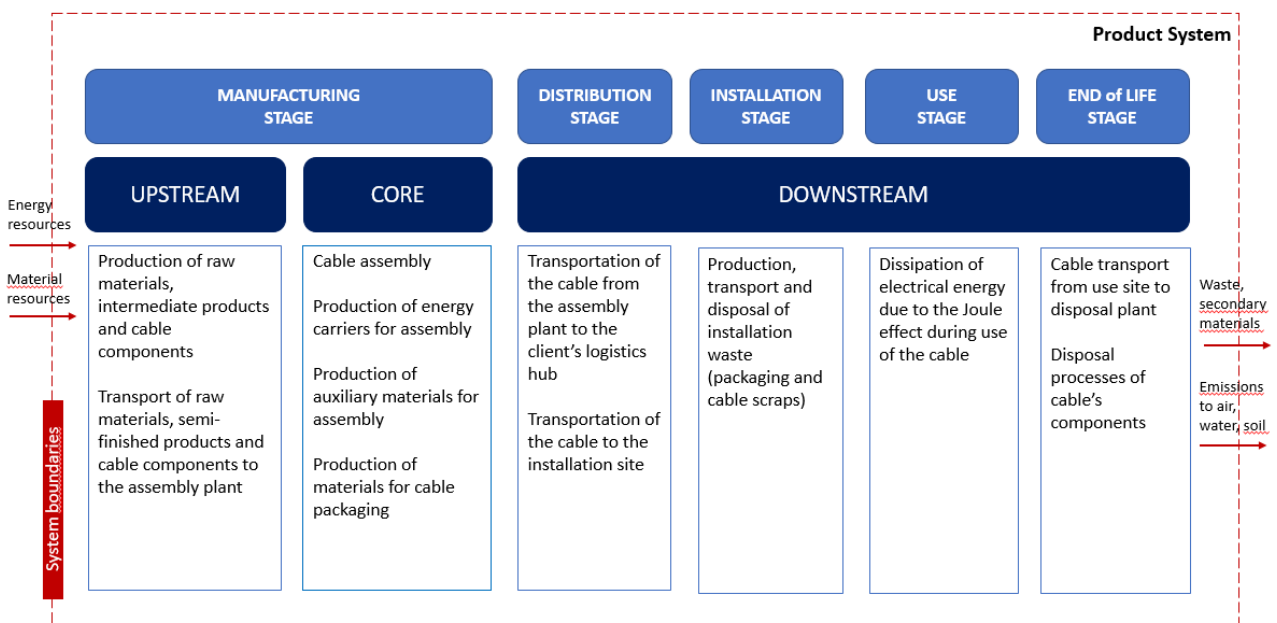 Product System
MANUFACTURING
STAGE
DISTRIBUTION
STAGE
INSTALLATION
STAGE
USE
STAGE
END of LIFE
STAGE
UPSTREAM
CORE
DOWNSTREAM
Energy
resources
Material
resources
System boundaries
Production of raw
materials,
intermediate products
and cable
components
Transport of raw
materials, semi-
finished products and
cable components to
the assembly plant
Cable assembly
Production of energy
carriers for assembly
Production of
auxiliary materials for
assembly
Production of
materials for cable
packaging
Transportation of
the cable from
the assembly
plant to the
client's logistics
hub
Transportation
of the cable to the
installation site
Production,
transport and
disposal of
installation
waste
(packaging and
cable scraps)
Dissipation of
electrical energy
due to the Joule
effect during use
of the cable
Cable transport
from use site to
disposal plant
Disposal
processes of
cable's
components
Waste,
secondary
materials
Emissions
to air,
water, soil